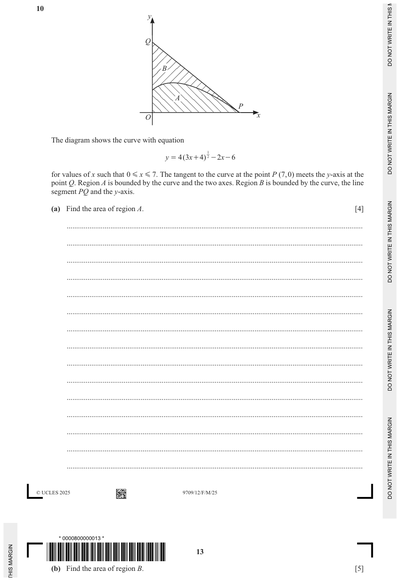 10
y
Q
B
A
O
P
x
The diagram shows the curve with equation
y = 4(3x+4)^{1/2} − 2x − 6
for values of x such that 0 ⩽ x ⩽ 7. The tangent to the curve at the point P (7, 0) meets the y-axis at the
point Q. Region A is bounded by the curve and the two axes. Region B is bounded by the curve, the line
segment PQ and the y-axis.
(a) Find the area of region A. [4]
© UCLES 2025
9709/12/F/M/25
* 0000800000013 *
13
(b) Find the area of region B. [5]
DO NOT WRITE IN THIS M
DO NOT WRITE IN THIS MARGIN
DO NOT WRITE IN THIS MARGIN
DO NOT WRITE IN THIS MARGIN
DO NOT WRITE IN THIS MARGIN
THIS MARGIN